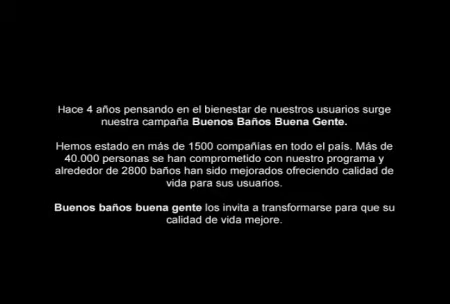 Hace 4 años pensando en el bienestar de nuestros usuarios surge
nuestra campaña Buenos Baños Buena Gente.
Hemos estado en más de 1500 compañias en todo el país. Más de
40.000 personas se han comprometido con nuestro programa y
alrededor de 2800 baños han sido mejorados ofreciendo calidad de
vida para sus usuarios.
Buenos baños buena gente los invita a transformarse para que su
calidad de vida mejore.